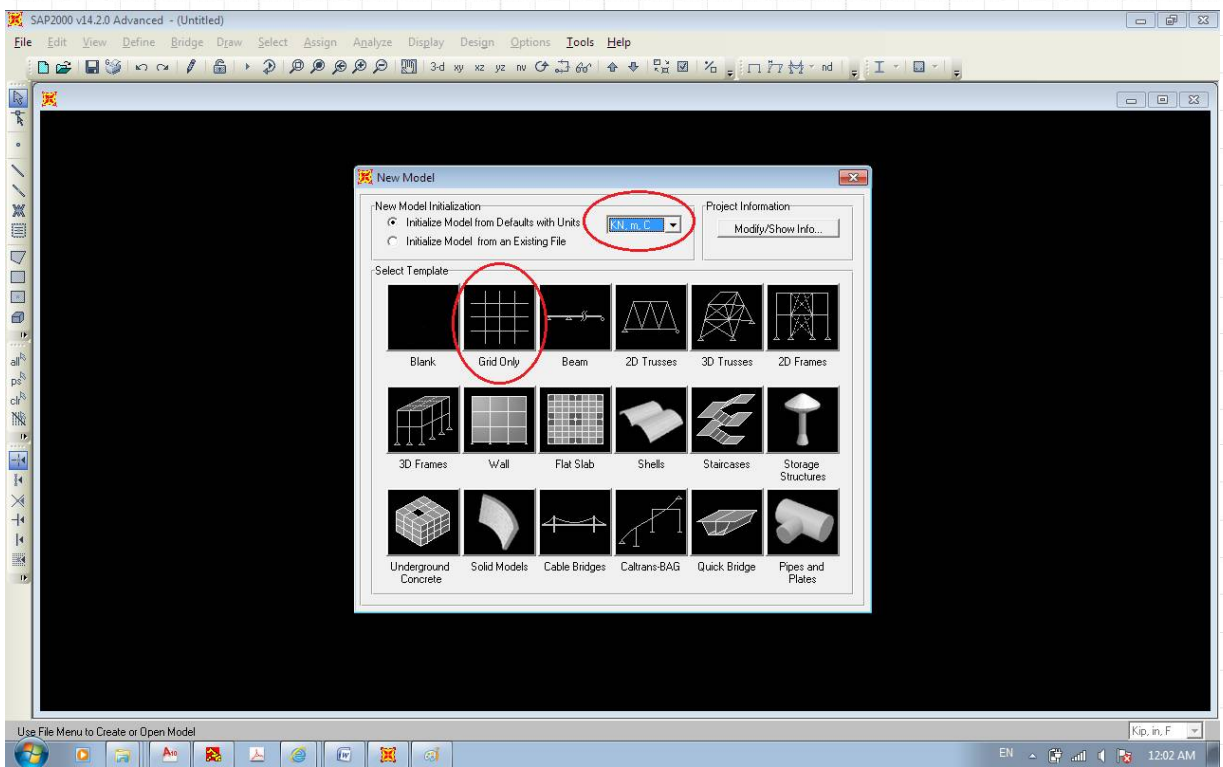 SAP2000 v14.2.0 Advanced - (Untitled)
File Edit View Define Bridge Draw Select Assign Analyze Display Design Options Tools Help
3-d xy xz yz nv nd
New Model
New Model Initialization
Project Information
Initialize Model from Defaults with Units
KN, m, C
Modify/Show Info...
Initialize Model from an Existing File
Select Template
Blank Grid Only Beam 2D Trusses 3D Trusses 2D Frames
3D Frames Wall Flat Slab Shells Staircases Storage
Structures
Underground Solid Models Cable Bridges Caltrans-BAG Quick Bridge Pipes and
Concrete Plates
all
ps
clr
Use File Menu to Create or Open Model
Kip, in, F
EN
12:02 AM